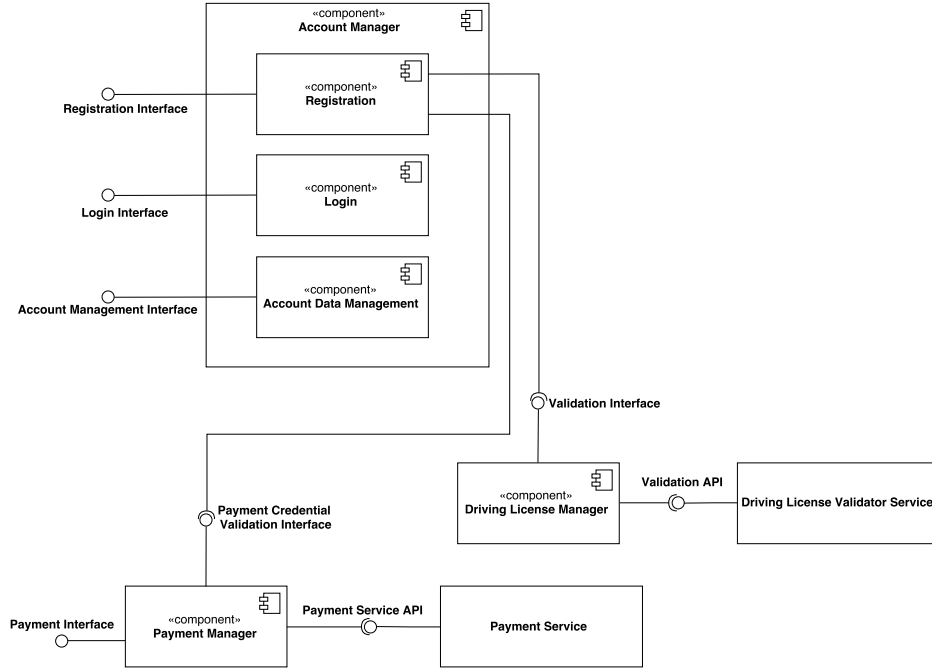 «component»
Account Manager
«component»
Registration
Registration Interface
«component»
Login
Login Interface
«component»
Account Data Management
Account Management Interface
Validation Interface
Validation API
«component»
Driving License Manager
Driving License Validator Service
Payment Credential
Validation Interface
Payment Interface
«component»
Payment Manager
Payment Service API
Payment Service